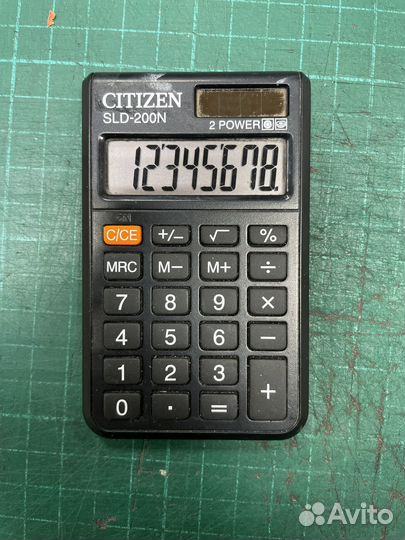 CITIZEN
SLD-200N
2 POWER
12345678.
ON
C/CE +/− √ %
MRC M− M+ ÷
7 8 9 ×
4 5 6 −
1 2 3
0 . = +
Avito